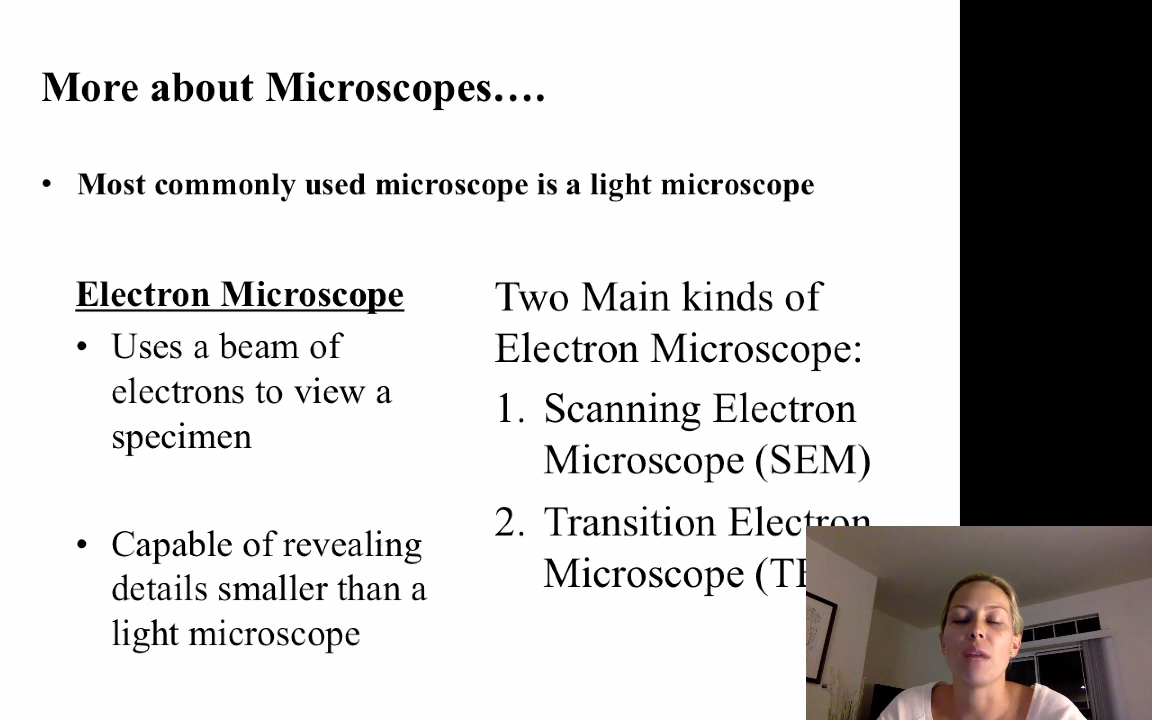 More about Microscopes….
• Most commonly used microscope is a light microscope
Electron Microscope
• Uses a beam of
electrons to view a
specimen
• Capable of revealing
details smaller than a
light microscope
Two Main kinds of
Electron Microscope:
1. Scanning Electron
Microscope (SEM)
2. Transition Electron
Microscope